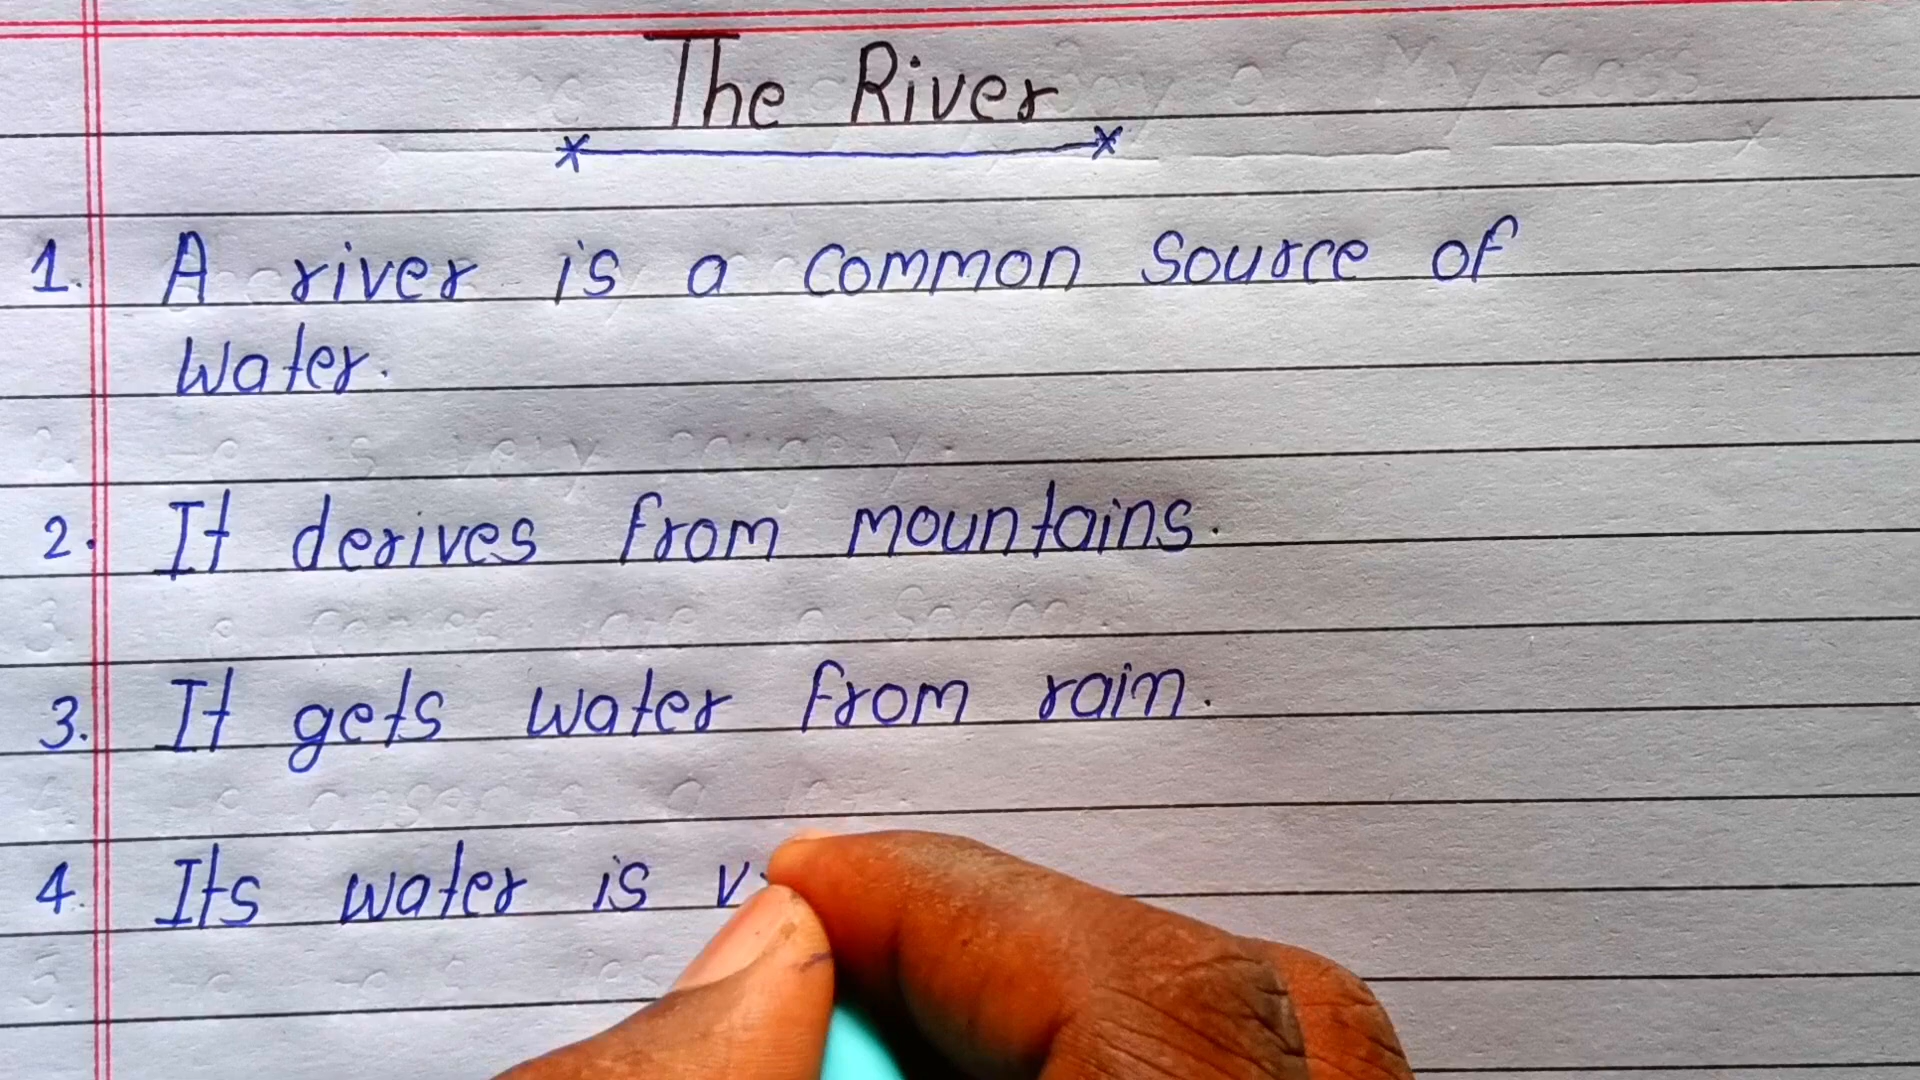 The River
1. A river is a common source of
water.
2. It derives from mountains.
3. It gets water from rain.
4. Its water is v